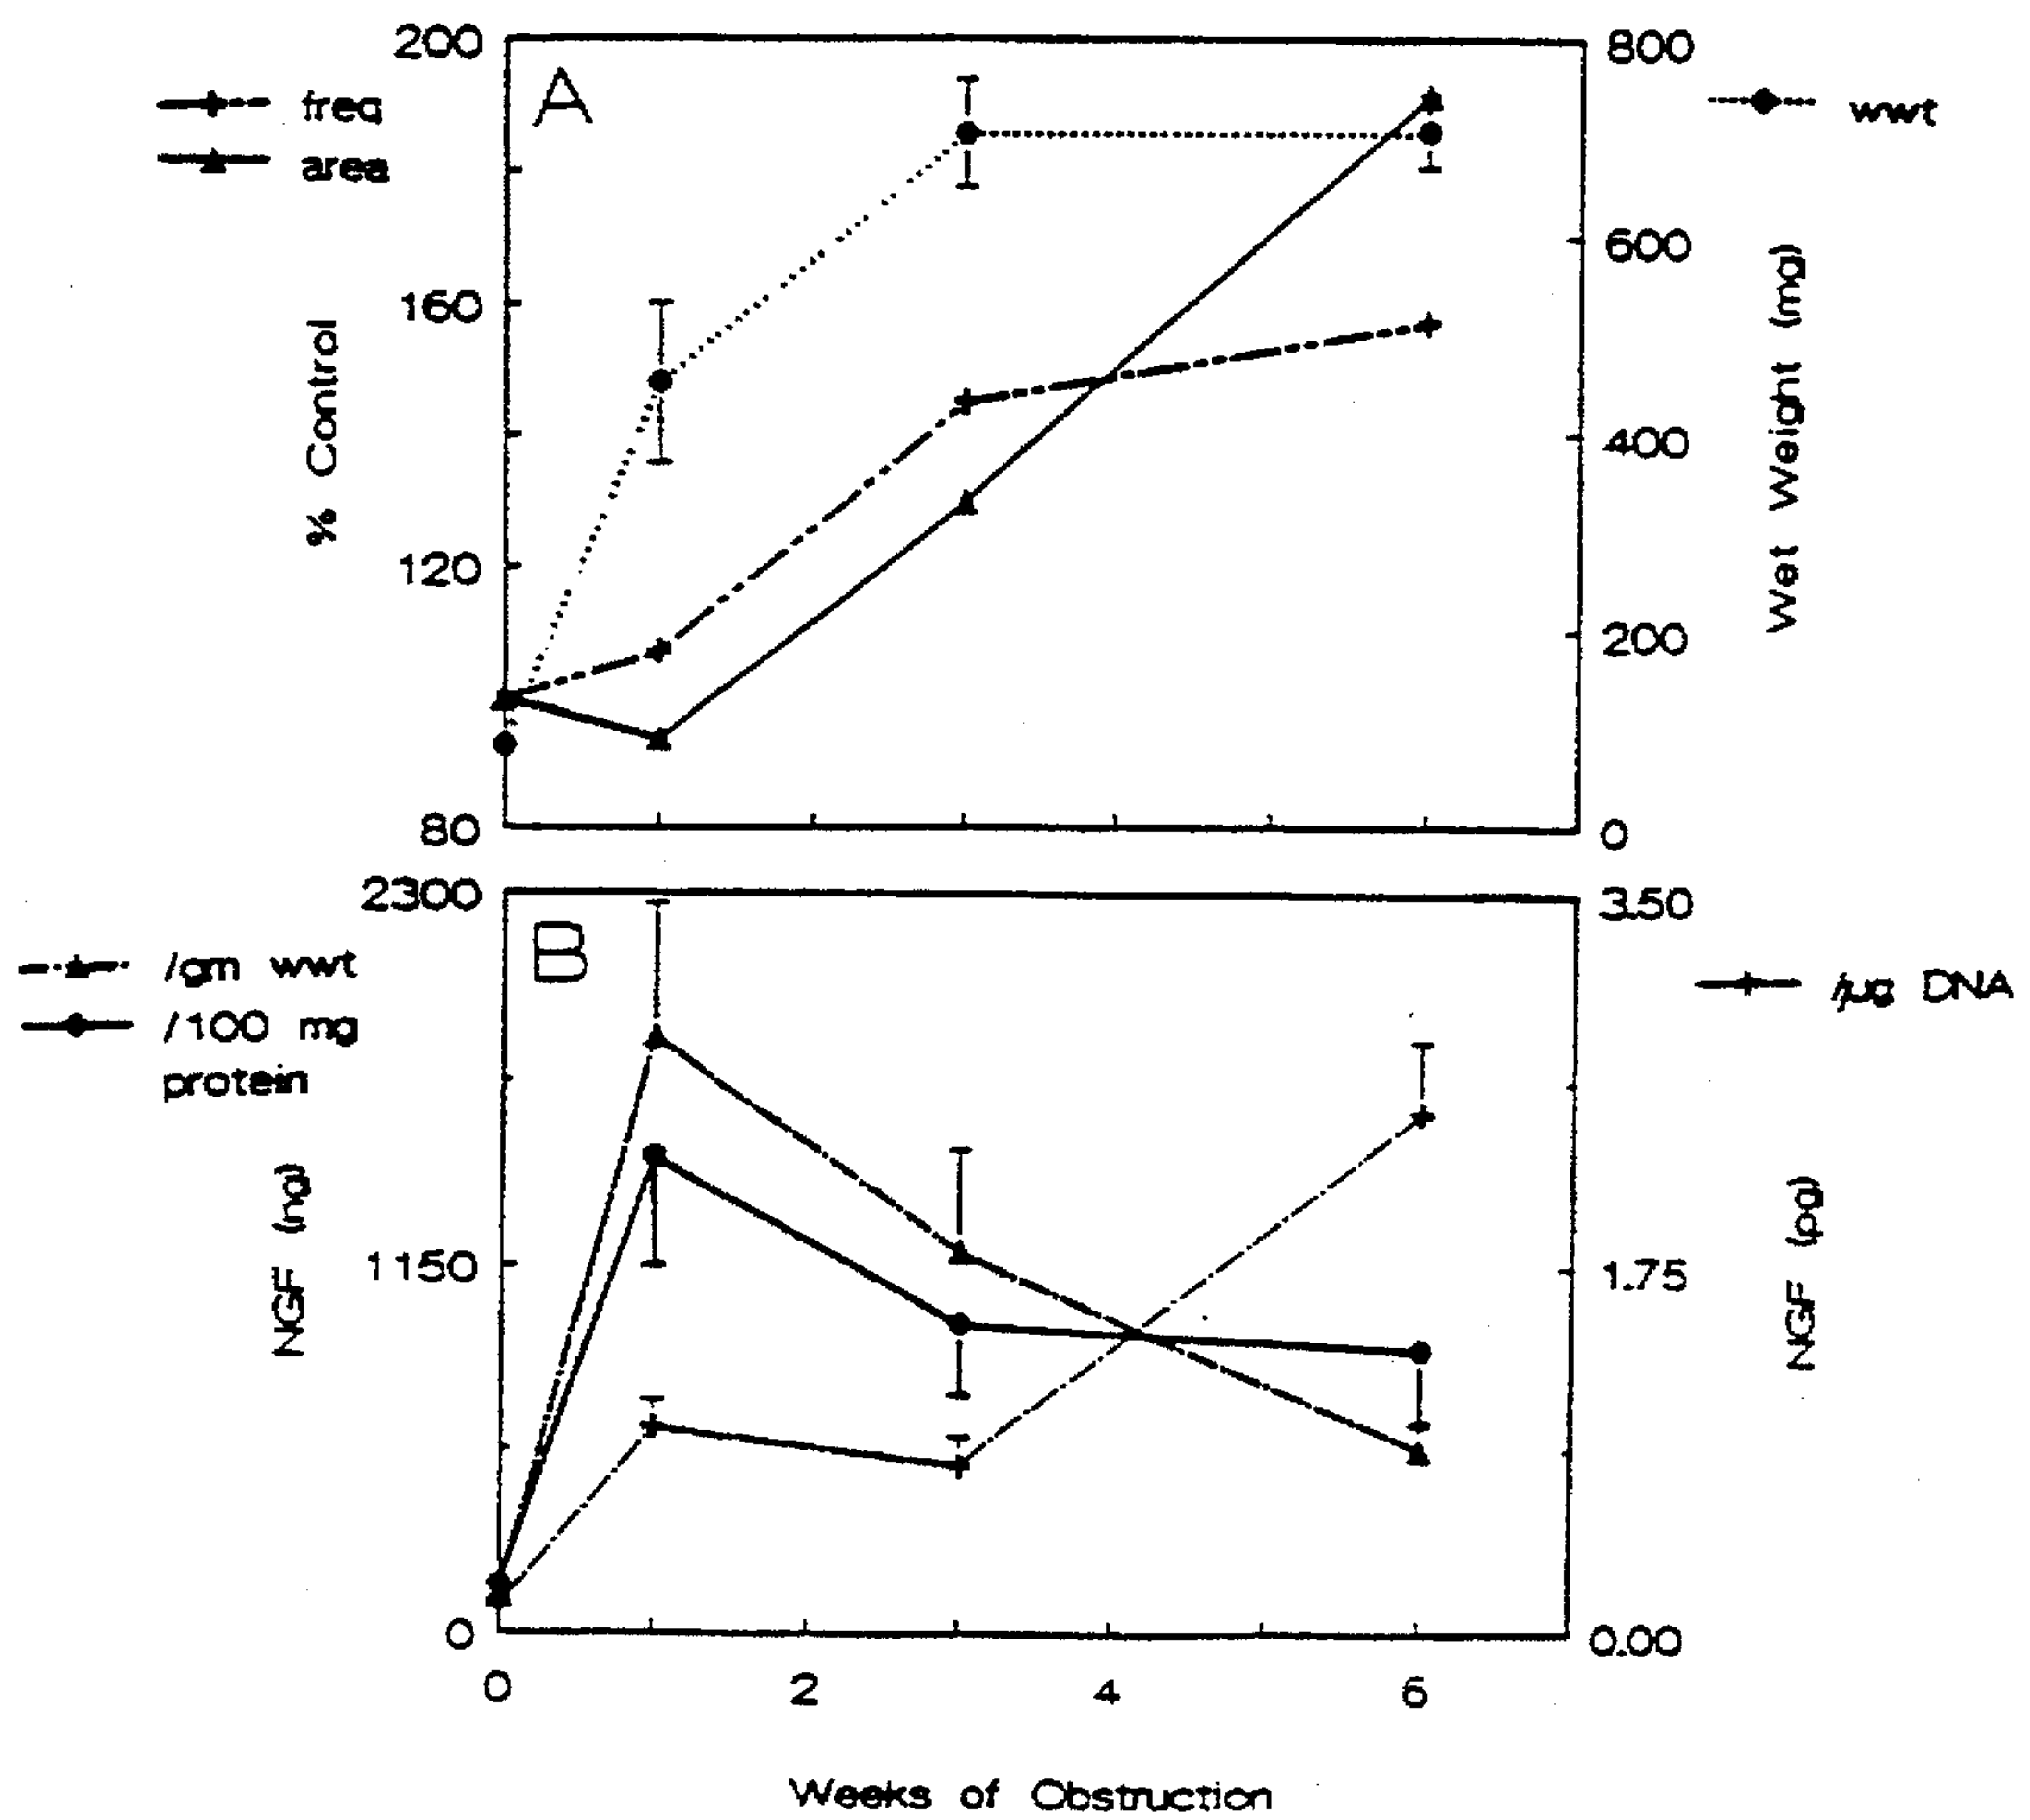 200
A
800
freq
area
wwt
600
160
% Control
Wet Weight (mg)
400
120
200
80
0
2300
B
3.50
/gm wwt
/100 mg
protein
/µg DNA
NGF (ng)
NGF (pg)
1150
1.75
0
0.00
0 2 4 6
Weeks of Obstruction